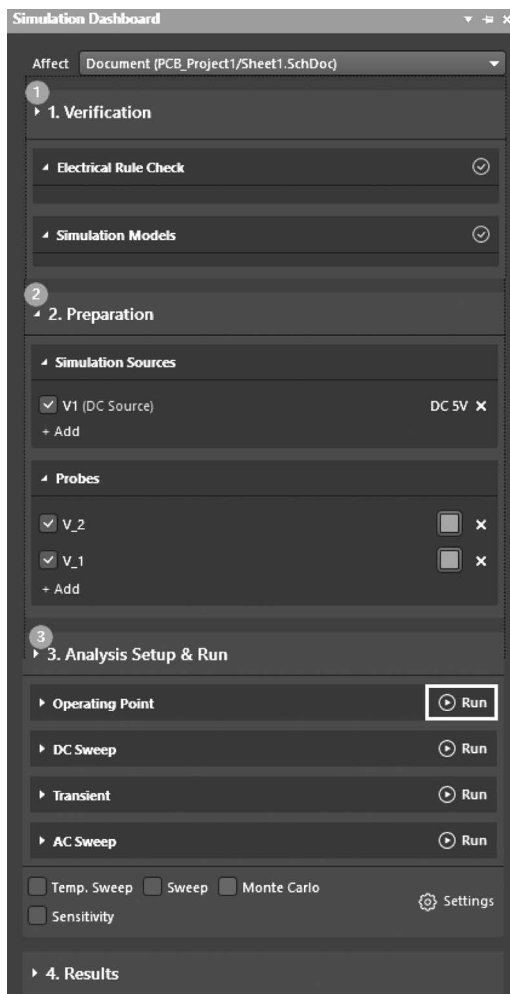 Simulation Dashboard
Affect Document (PCB_Project1/Sheet1.SchDoc)
1
1. Verification
Electrical Rule Check
Simulation Models
2
2. Preparation
Simulation Sources
V1 (DC Source) DC 5V
+ Add
Probes
V_2
V_1
+ Add
3
3. Analysis Setup & Run
Operating Point Run
DC Sweep Run
Transient Run
AC Sweep Run
Temp. Sweep Sweep Monte Carlo
Settings
Sensitivity
4. Results